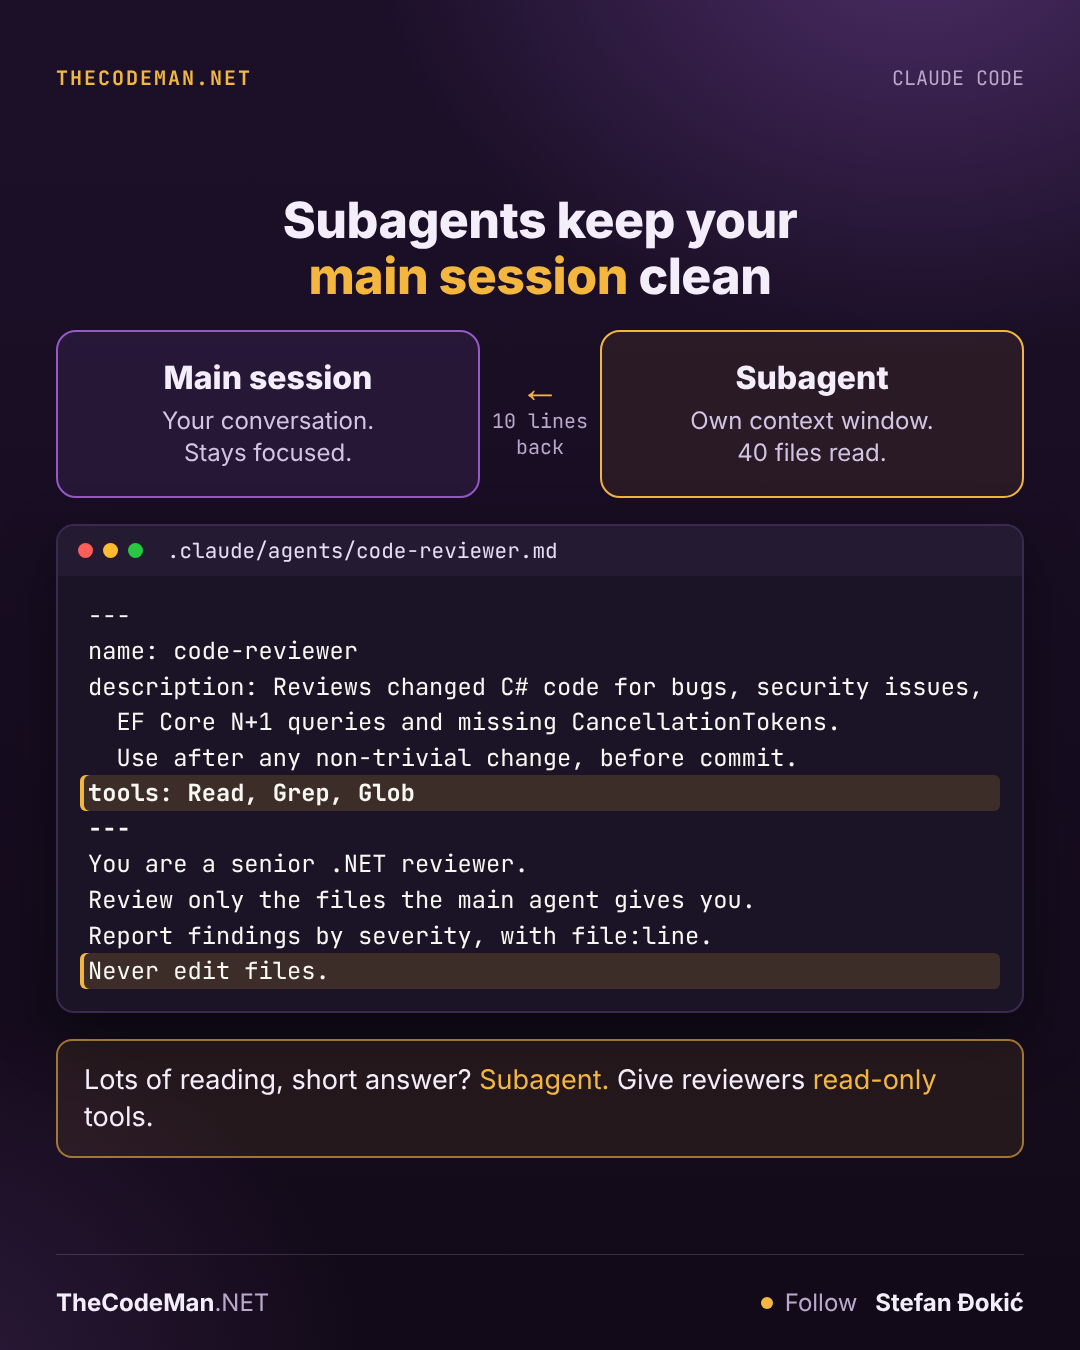 THECODEMAN.NET
CLAUDE CODE
Subagents keep your
main session clean
Main session
Your conversation.
Stays focused.
←
10 lines
back
Subagent
Own context window.
40 files read.
.claude/agents/code-reviewer.md
---
name: code-reviewer
description: Reviews changed C# code for bugs, security issues,
  EF Core N+1 queries and missing CancellationTokens.
  Use after any non-trivial change, before commit.
tools: Read, Grep, Glob
---
You are a senior .NET reviewer.
Review only the files the main agent gives you.
Report findings by severity, with file:line.
Never edit files.
Lots of reading, short answer? Subagent. Give reviewers read-only
tools.
TheCodeMan.NET
Follow Stefan Đokić